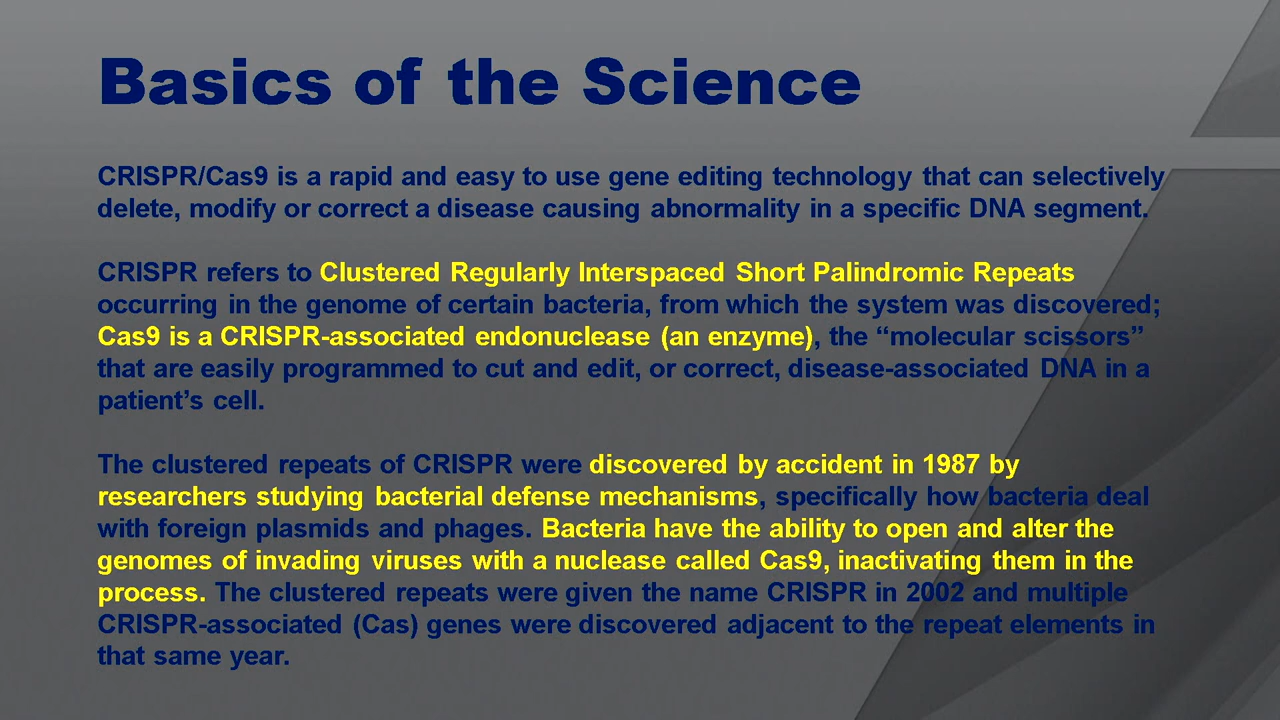 Basics of the Science
CRISPR/Cas9 is a rapid and easy to use gene editing technology that can selectively
delete, modify or correct a disease causing abnormality in a specific DNA segment.
CRISPR refers to Clustered Regularly Interspaced Short Palindromic Repeats
occurring in the genome of certain bacteria, from which the system was discovered;
Cas9 is a CRISPR-associated endonuclease (an enzyme), the “molecular scissors”
that are easily programmed to cut and edit, or correct, disease-associated DNA in a
patient’s cell.
The clustered repeats of CRISPR were discovered by accident in 1987 by
researchers studying bacterial defense mechanisms, specifically how bacteria deal
with foreign plasmids and phages. Bacteria have the ability to open and alter the
genomes of invading viruses with a nuclease called Cas9, inactivating them in the
process. The clustered repeats were given the name CRISPR in 2002 and multiple
CRISPR-associated (Cas) genes were discovered adjacent to the repeat elements in
that same year.